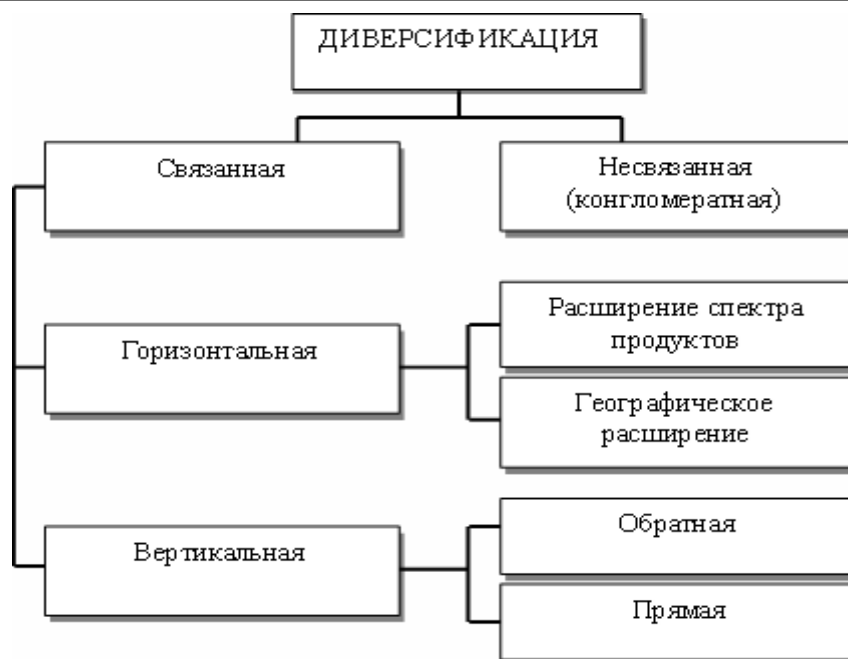 ДИВЕРСИФИКАЦИЯ
Связанная
Несвязанная
(конгломератная)
Горизонтальная
Расширение спектра
продуктов
Географическое
расширение
Вертикальная
Обратная
Прямая